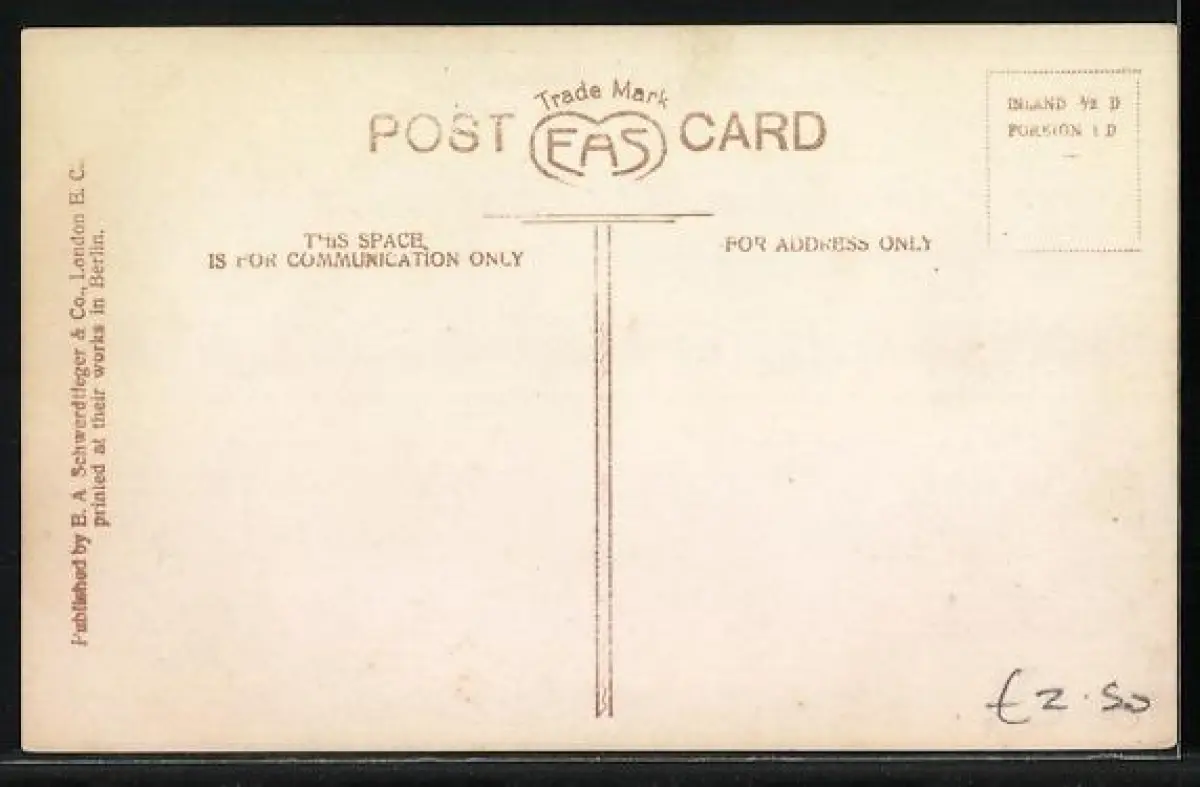 Trade Mark
POST EAS CARD
INLAND ½ D
FOREIGN 1 D
THIS SPACE
IS FOR COMMUNICATION ONLY
FOR ADDRESS ONLY
Published by E. A. Schwerdtfeger & Co., London E. C.
printed at their works in Berlin.
£2.50